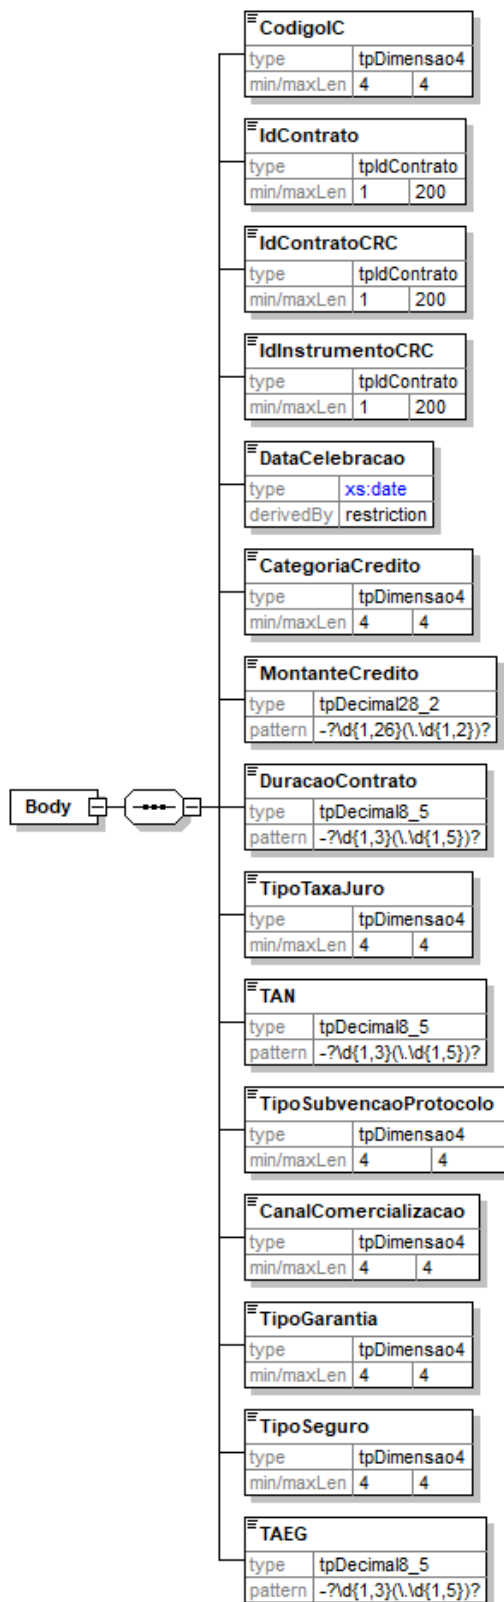 CodigoIC
type tpDimensao4
min/maxLen 4 4
IdContrato
type tpIdContrato
min/maxLen 1 200
IdContratoCRC
type tpIdContrato
min/maxLen 1 200
IdInstrumentoCRC
type tpIdContrato
min/maxLen 1 200
DataCelebracao
type xs:date
derivedBy restriction
CategoriaCredito
type tpDimensao4
min/maxLen 4 4
MontanteCredito
type tpDecimal28_2
pattern -?\d{1,26}(\.\d{1,2})?
Body
DuracaoContrato
type tpDecimal8_5
pattern -?\d{1,3}(\.\d{1,5})?
TipoTaxaJuro
type tpDimensao4
min/maxLen 4 4
TAN
type tpDecimal8_5
pattern -?\d{1,3}(\.\d{1,5})?
TipoSubvencaoProtocolo
type tpDimensao4
min/maxLen 4 4
CanalComercializacao
type tpDimensao4
min/maxLen 4 4
TipoGarantia
type tpDimensao4
min/maxLen 4 4
TipoSeguro
type tpDimensao4
min/maxLen 4 4
TAEG
type tpDecimal8_5
pattern -?\d{1,3}(\.\d{1,5})?